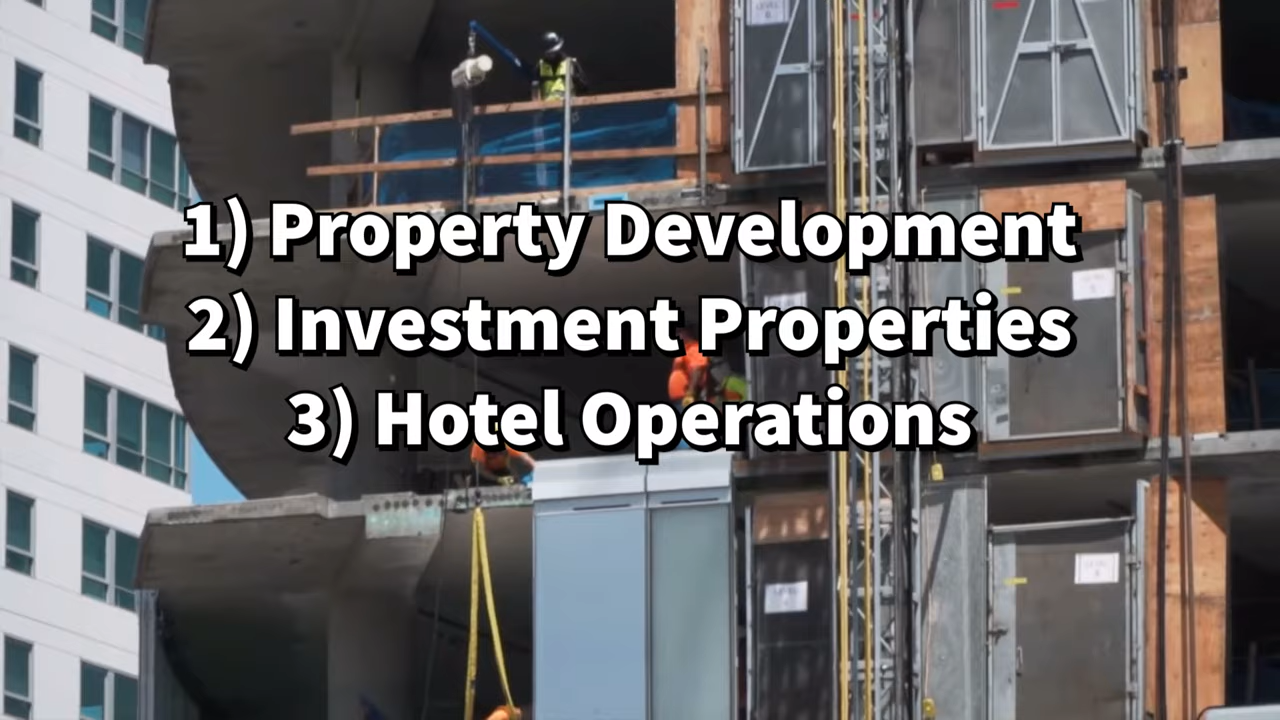 1) Property Development
2) Investment Properties
3) Hotel Operations